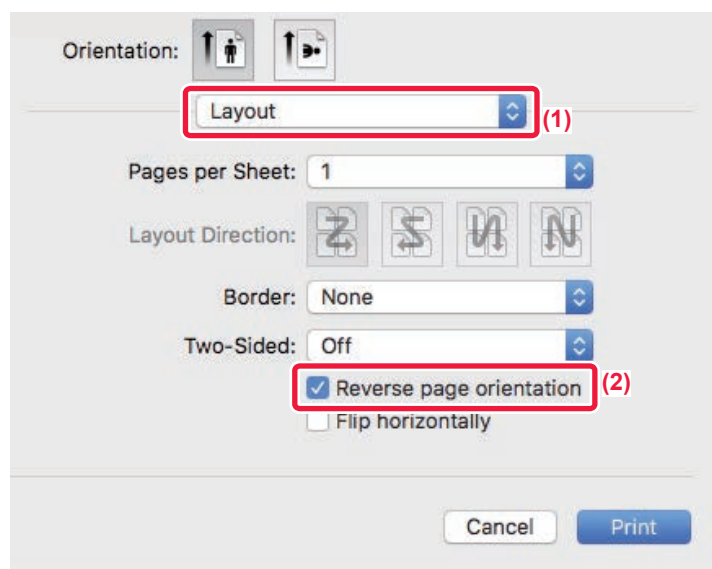 Orientation:
Layout
(1)
Pages per Sheet: 1
Layout Direction:
Border: None
Two-Sided: Off
Reverse page orientation (2)
Flip horizontally
Cancel Print